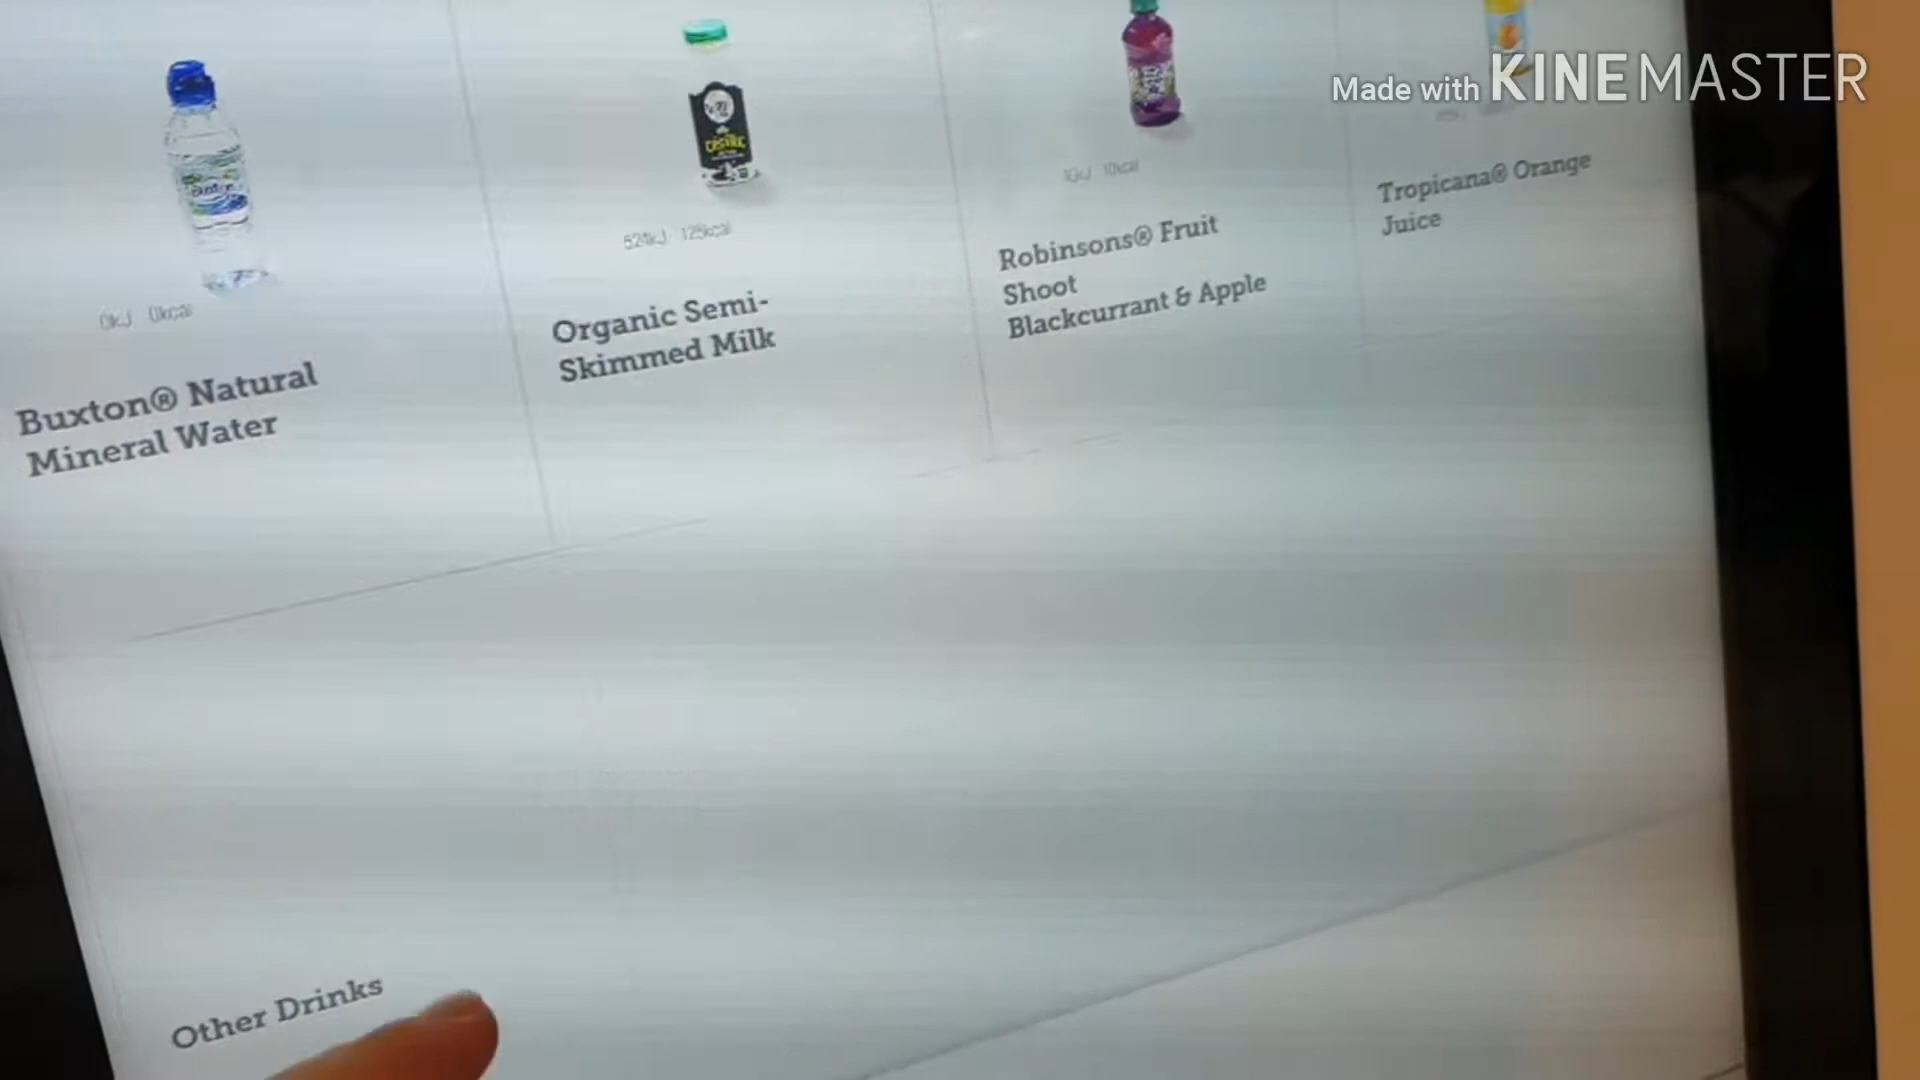 Made with KINEMASTER
0kJ 0kcal
Buxton® Natural
Mineral Water
524kJ 125kcal
Organic Semi-
Skimmed Milk
10kcal
Robinsons® Fruit
Shoot
Blackcurrant & Apple
Tropicana® Orange
Juice
Other Drinks